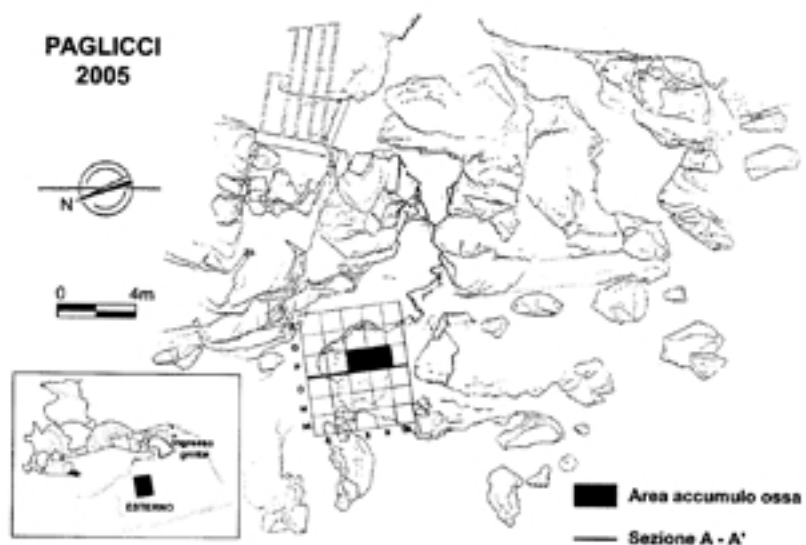 PAGLICCI
2005
N
0 4m
Ingresso
grotta
ESTERNO
Area accumulo ossa
Sezione A - A'